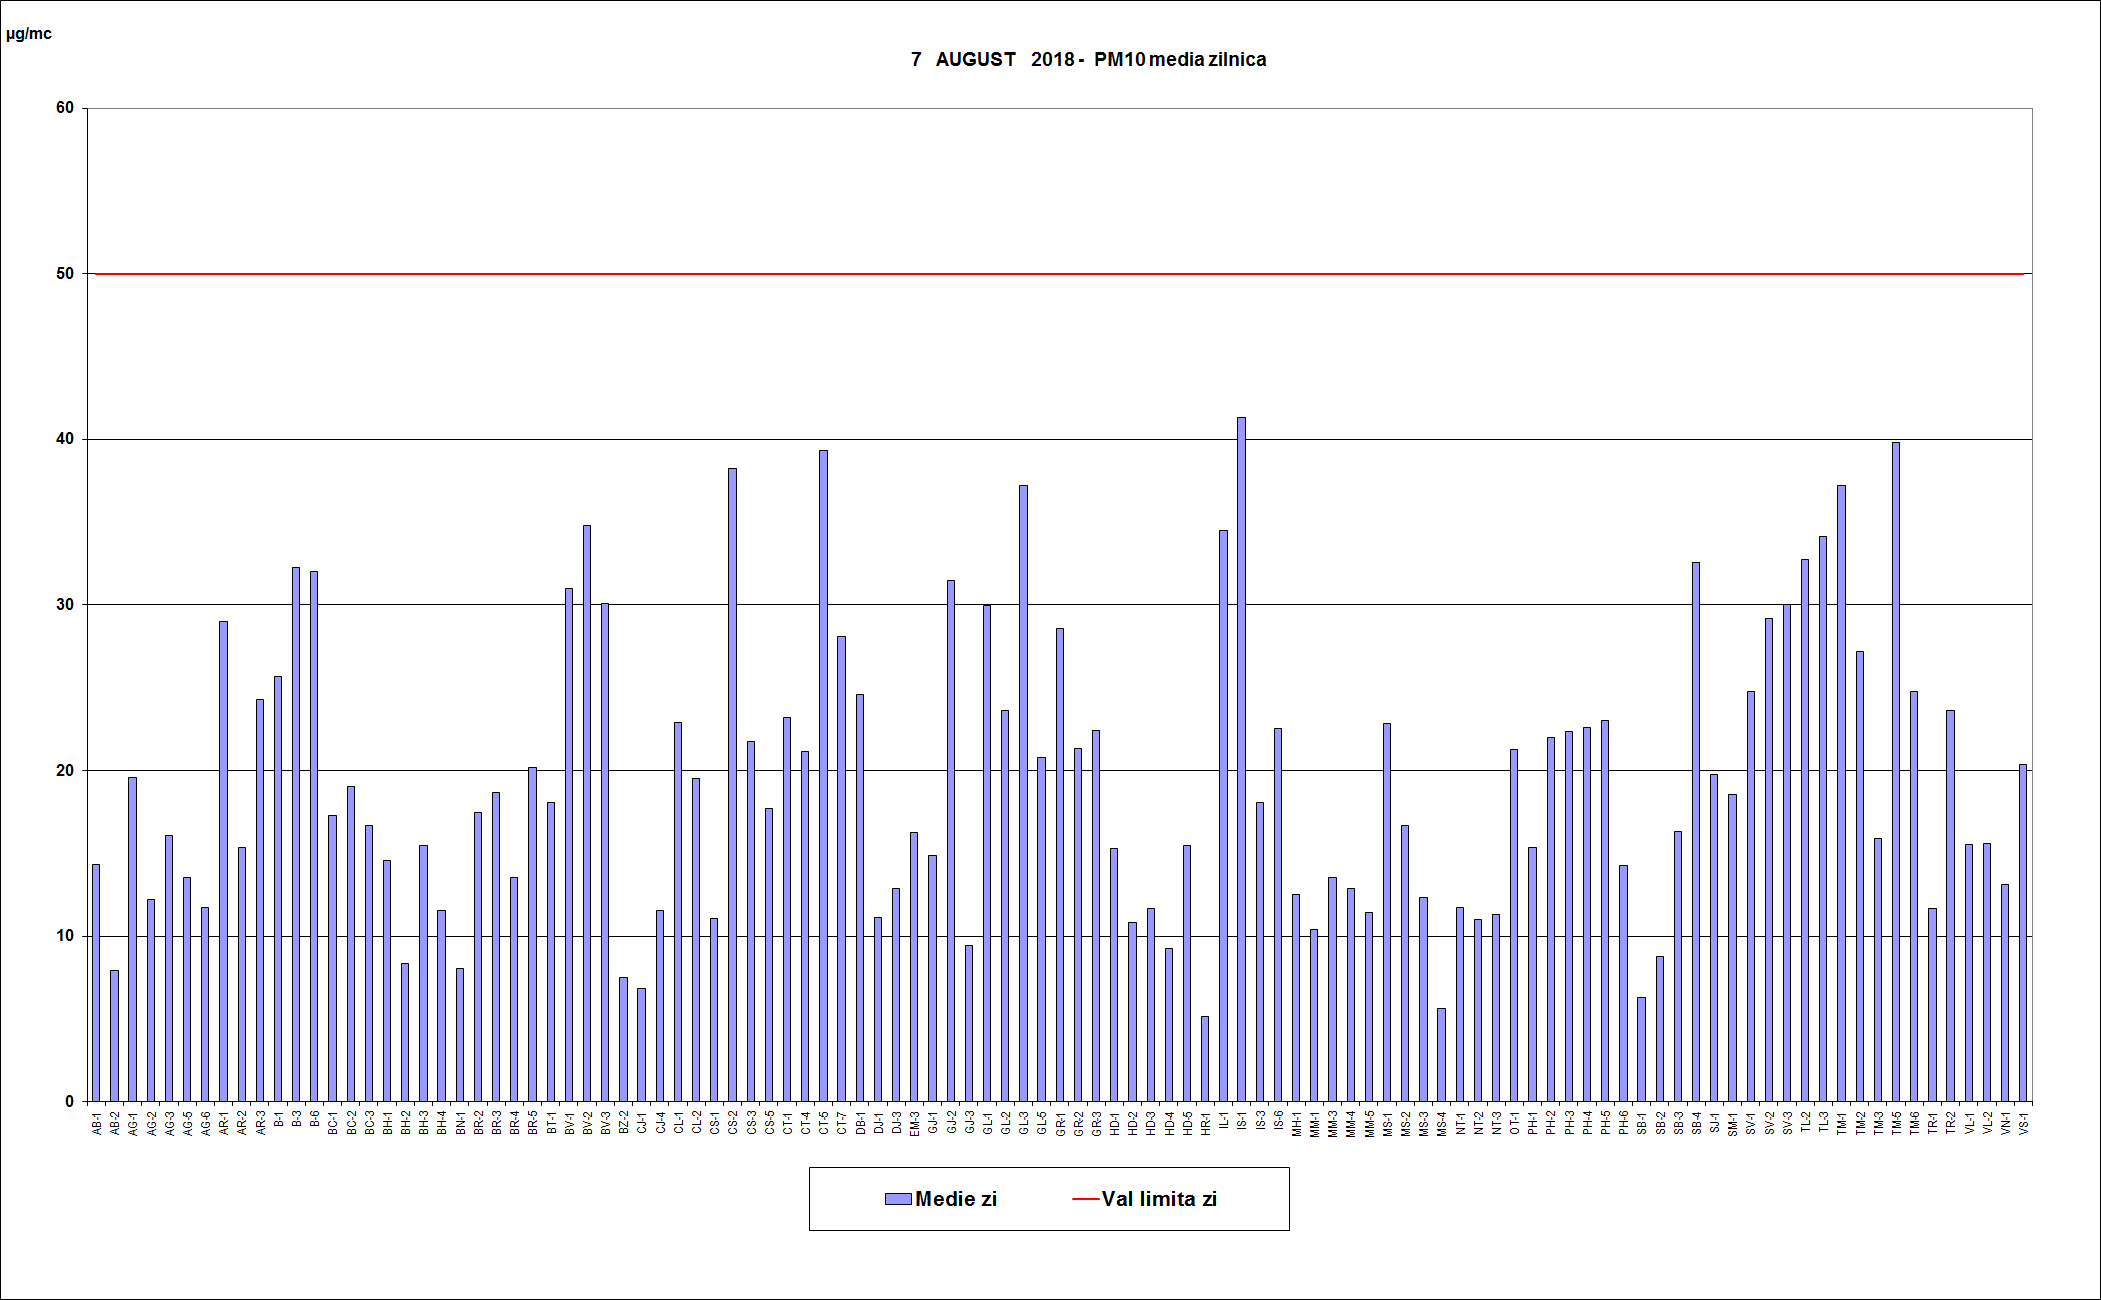 µg/mc
7 AUGUST 2018 - PM10 media zilnica
60
50
40
30
20
10
0
AB-1
AB-2
AG-1
AG-2
AG-3
AG-5
AG-6
AR-1
AR-2
AR-3
B-1
B-3
B-6
BC-1
BC-2
BC-3
BH-1
BH-2
BH-3
BH-4
BN-1
BR-2
BR-3
BR-4
BR-5
BT-1
BV-1
BV-2
BV-3
BZ-2
CJ-1
CJ-4
CL-1
CL-2
CS-1
CS-2
CS-3
CS-5
CT-1
CT-4
CT-5
CT-7
DB-1
DJ-1
DJ-3
EM-3
GJ-1
GJ-2
GJ-3
GL-1
GL-2
GL-3
GL-5
GR-1
GR-2
GR-3
HD-1
HD-2
HD-3
HD-4
HD-5
HR-1
IL-1
IS-1
IS-3
IS-6
MH-1
MM-1
MM-3
MM-4
MM-5
MS-1
MS-2
MS-3
MS-4
NT-1
NT-2
NT-3
OT-1
PH-1
PH-2
PH-3
PH-4
PH-5
PH-6
SB-1
SB-2
SB-3
SB-4
SJ-1
SM-1
SV-1
SV-2
SV-3
TL-2
TL-3
TM-1
TM-2
TM-3
TM-5
TM-6
TR-1
TR-2
VL-1
VL-2
VN-1
VS-1
Medie zi
Val limita zi